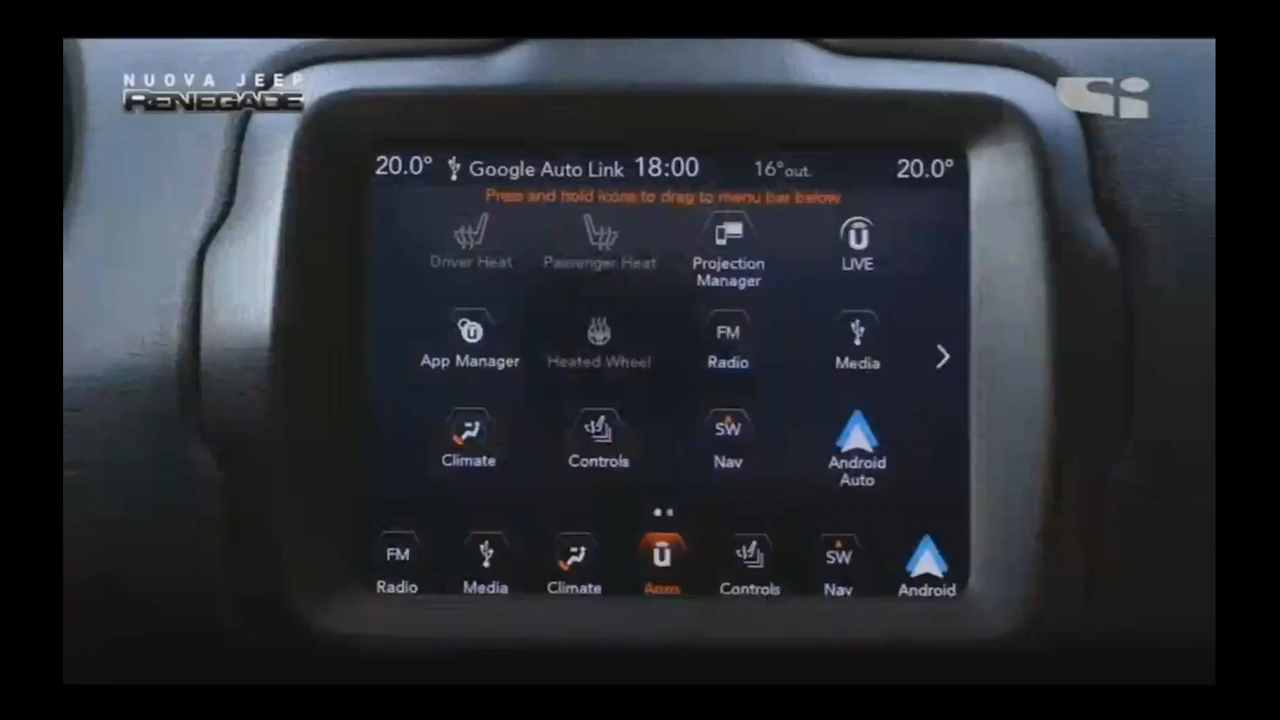 NUOVA JEEP
RENEGADE
20.0° Google Auto Link 18:00 16°out. 20.0°
Press and hold icons to drag to menu bar below.
Driver Heat Passenger Heat Projection Manager LIVE
App Manager Heated Wheel FM Radio Media
Climate Controls SW Nav Android Auto
FM SW
Radio Media Climate Apps Controls Nav Android